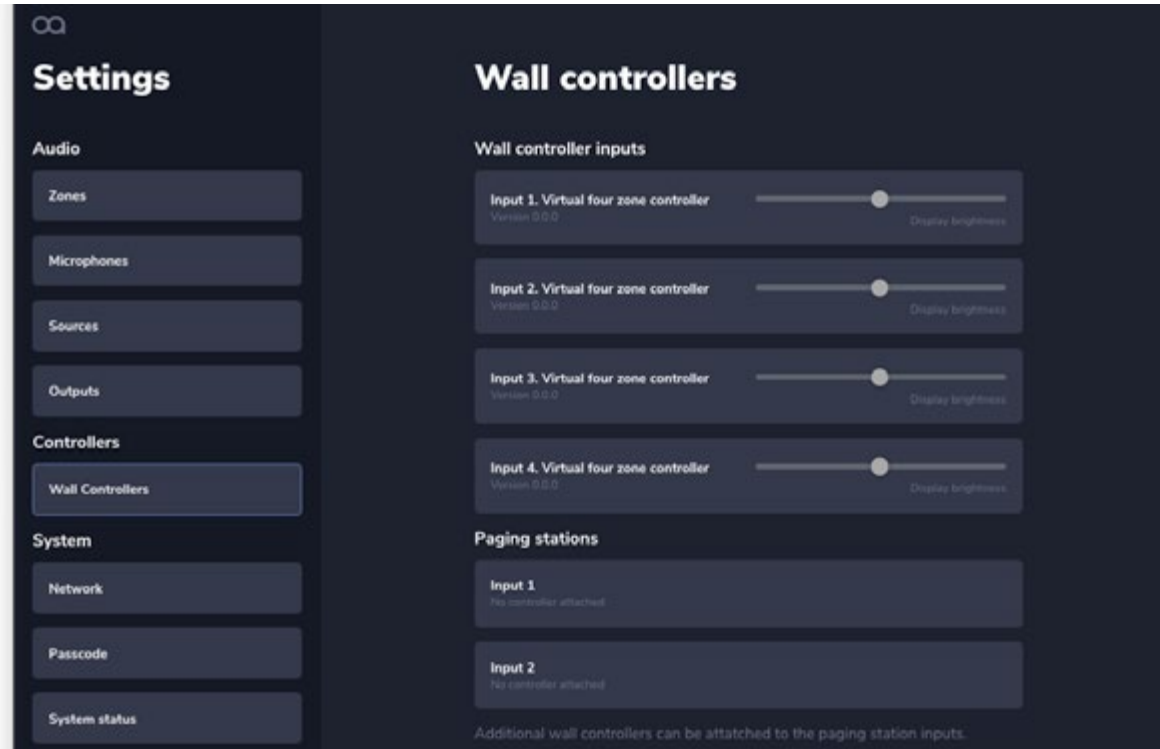 Settings
Audio
Zones
Microphones
Sources
Outputs
Controllers
Wall Controllers
System
Network
Passcode
System status
Wall controllers
Wall controller inputs
Input 1. Virtual four zone controller
Version 0.0.0
Display brightness
Input 2. Virtual four zone controller
Version 0.0.0
Display brightness
Input 3. Virtual four zone controller
Version 0.0.0
Display brightness
Input 4. Virtual four zone controller
Version 0.0.0
Display brightness
Paging stations
Input 1
No controller attached
Input 2
No controller attached
Additional wall controllers can be attatched to the paging station inputs.